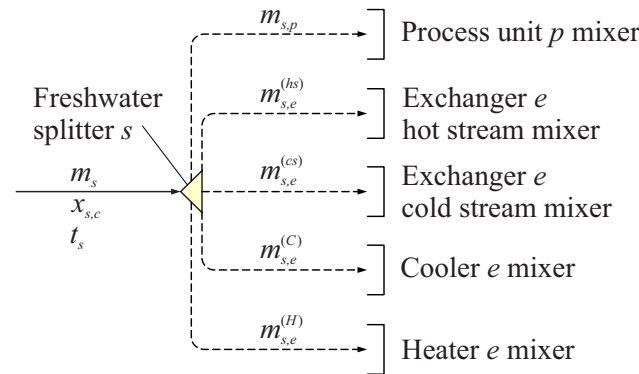 m_{s,p}
Process unit p mixer
Freshwater
splitter s
m_{s,e}^{(hs)}
Exchanger e
hot stream mixer
m_s
x_{s,c}
t_s
m_{s,e}^{(cs)}
Exchanger e
cold stream mixer
m_{s,e}^{(C)}
Cooler e mixer
m_{s,e}^{(H)}
Heater e mixer